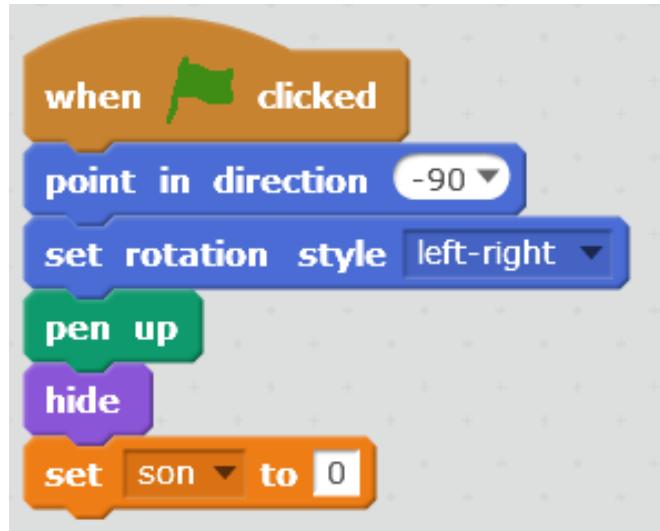 when clicked
point in direction -90
set rotation style left-right
pen up
hide
set son to 0